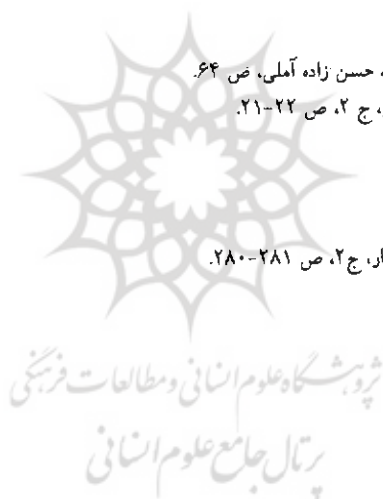 ، حسن زاده آملی، ص ۶۴.
، ج ۲، ص ۲۲-۲۱.
ار، ج۲، ص ۲۸۱-۲۸۰.
پژوهشگاه علوم انسانی و مطالعات فرهنگی
پرتال جامع علوم انسانی